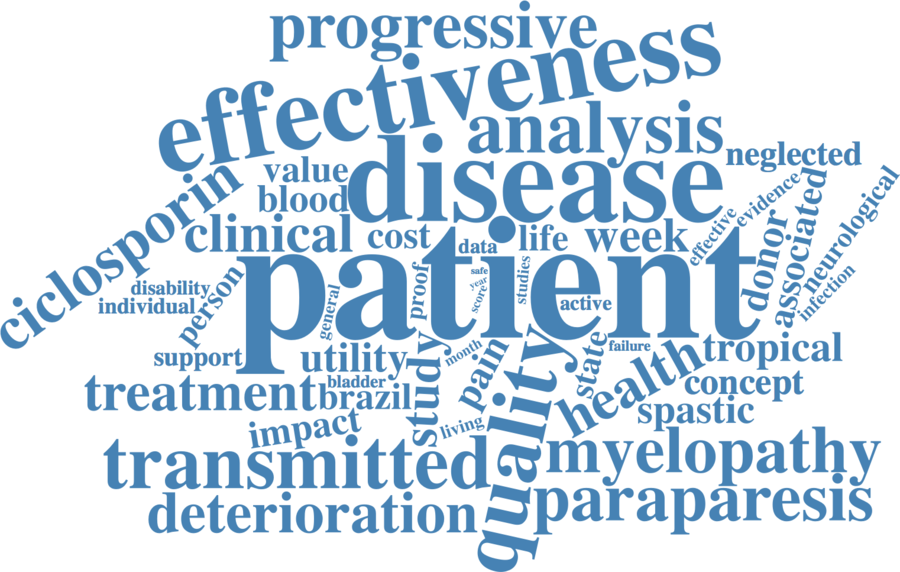 progressive
effectiveness
analysis
disease
neglected
value
blood
ciclosporin
clinical
cost
data
life
week
effective
evidence
donor
associated
neurological
infection
patient
safe
year
score
studies
active
disability
individual
person
general
proof
support
utility
study
month
pain
quality
state
failure
health
tropical
treatment
bladder
brazil
concept
spastic
impact
living
transmitted
myelopathy
deterioration
paraparesis